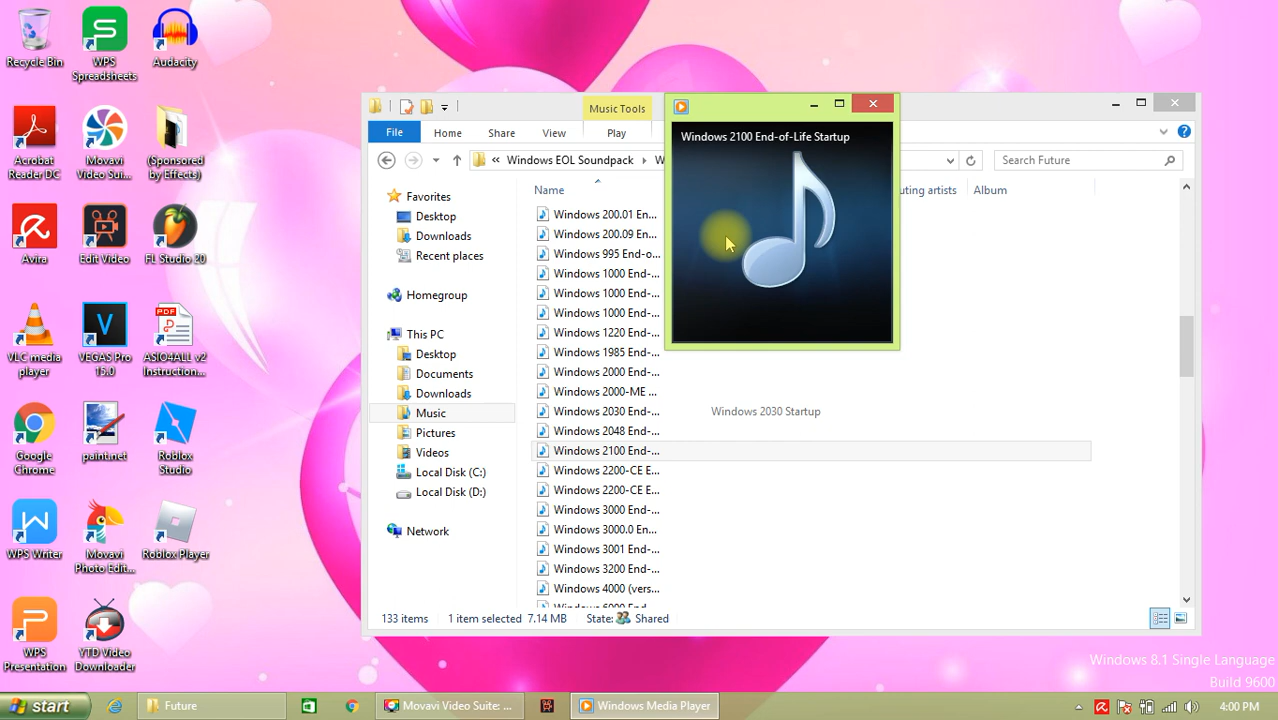 Recycle Bin
WPS Spreadsheets
Audacity
Acrobat Reader DC
Movavi Video Sui...
(Sponsored by Effects)
Avira
Edit Video
FL Studio 20
VLC media player
VEGAS Pro 15.0
PDF
ASIO4ALL v2 Instruction...
Google Chrome
paint.net
Roblox Studio
WPS Writer
Movavi Photo Edit...
Roblox Player
WPS Presentation
YTD Video Downloader
Music Tools
File
Home
Share
View
Play
« Windows EOL Soundpack
W
Search Future
Name
uting artists
Album
Favorites
Desktop
Downloads
Recent places
Homegroup
This PC
Desktop
Documents
Downloads
Music
Pictures
Videos
Local Disk (C:)
Local Disk (D:)
Network
Windows 200.01 En...
Windows 200.09 En...
Windows 995 End-o...
Windows 1000 End-...
Windows 1000 End-...
Windows 1000 End-...
Windows 1220 End-...
Windows 1985 End-...
Windows 2000 End-...
Windows 2000-ME ...
Windows 2030 End-...
Windows 2048 End-...
Windows 2100 End-...
Windows 2200-CE E...
Windows 2200-CE E...
Windows 3000 End-...
Windows 3000.0 En...
Windows 3001 End-...
Windows 3200 End-...
Windows 4000 (vers...
Windows 2100 End-of-Life Startup
Windows 2030 Startup
133 items
1 item selected 7.14 MB
State:
Shared
Windows 8.1 Single Language
Build 9600
start
Future
Movavi Video Suite: ...
Windows Media Player
4:00 PM